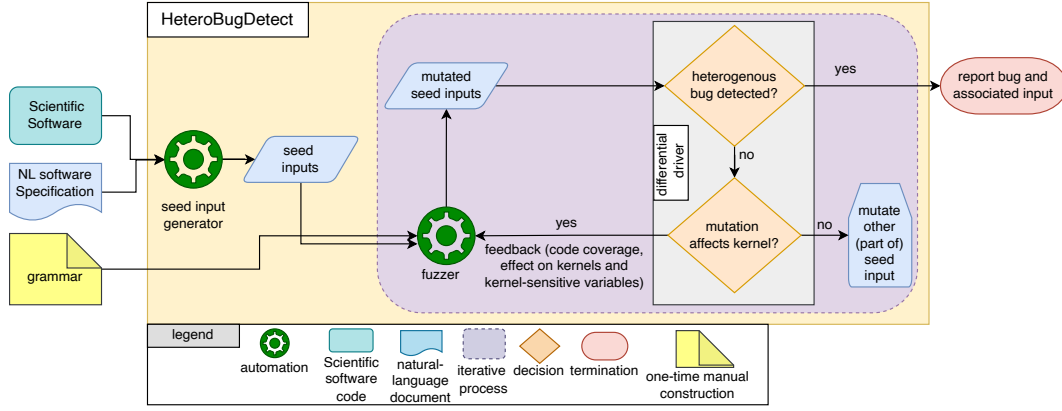 HeteroBugDetect
Scientific
Software
NL software
Specification
grammar
seed input
generator
seed
inputs
mutated
seed inputs
fuzzer
heterogenous
bug detected?
yes
report bug and
associated input
no
differential
driver
mutation
affects kernel?
yes
feedback (code coverage,
effect on kernels and
kernel-sensitive variables)
no
mutate
other
(part of)
seed
input
legend
automation
Scientific
software
code
natural-
language
document
iterative
process
decision
termination
one-time manual
construction